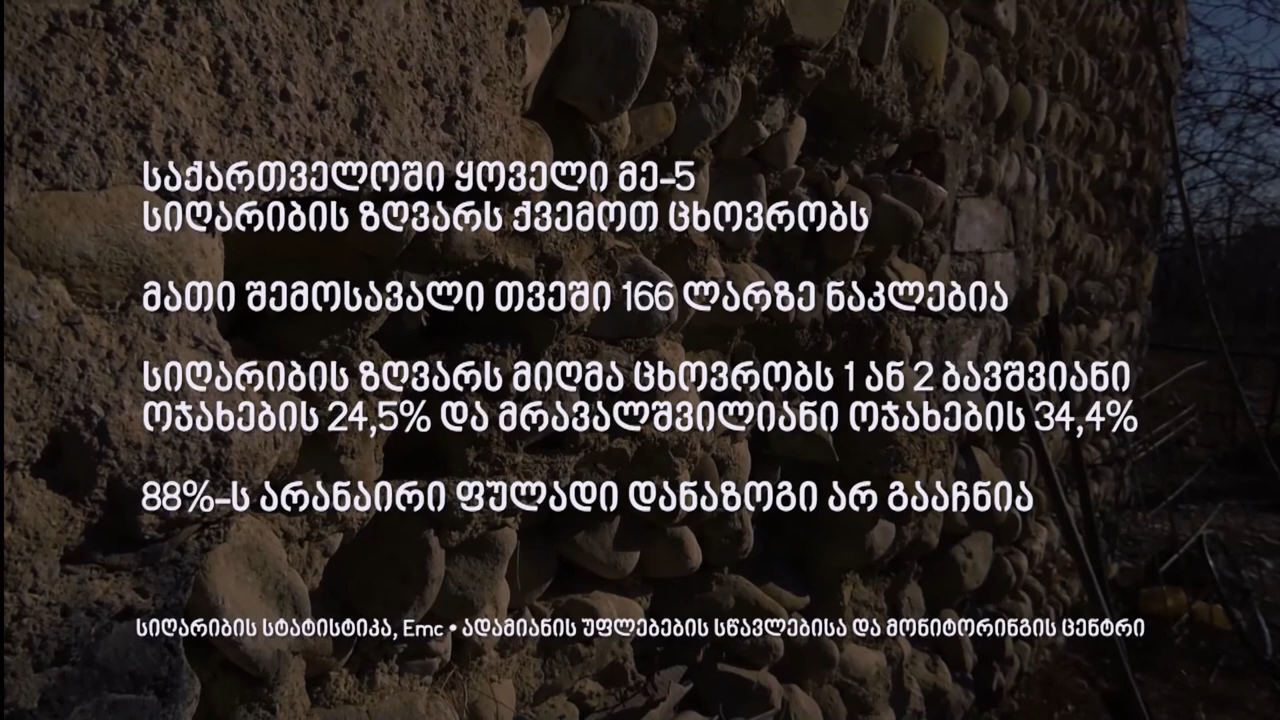 საქართველოში ყოველი მე-5
სიღარიბის ზღვარს ქვემოთ ცხოვრობს
მათი შემოსავალი თვეში 166 ლარზე ნაკლებია
სიღარიბის ზღვარს მიღმა ცხოვრობს 1 ან 2 ბავშვიანი
ოჯახების 24,5% და მრავალშვილიანი ოჯახების 34,4%
88%-ს არანაირი ფულადი დანაზოგი არ გააჩნია
სიღარიბის სტატისტიკა, Emc • ადამიანის უფლებების სწავლებისა და მონიტორინგის ცენტრი